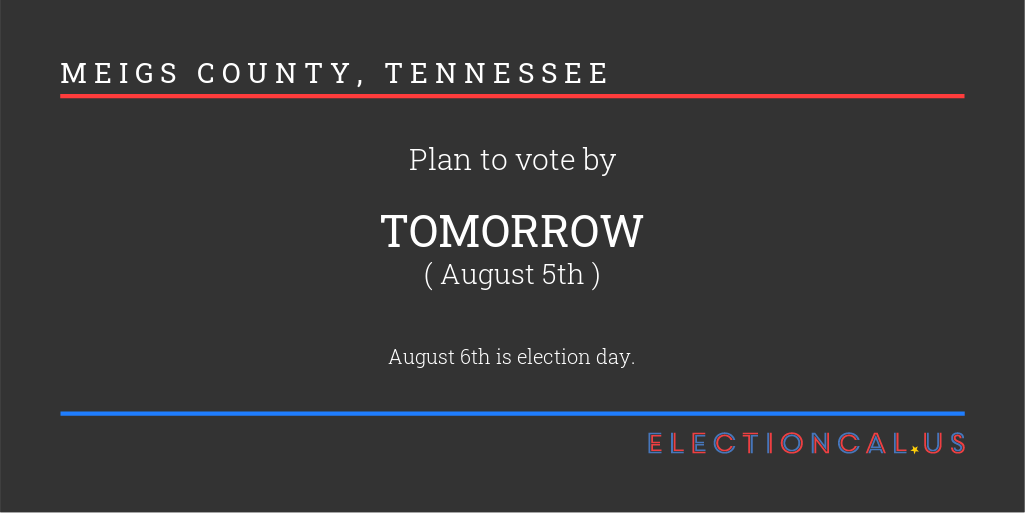 MEIGS COUNTY, TENNESSEE
Plan to vote by
TOMORROW
( August 5th )
August 6th is election day.
ELECTIONCAL.US